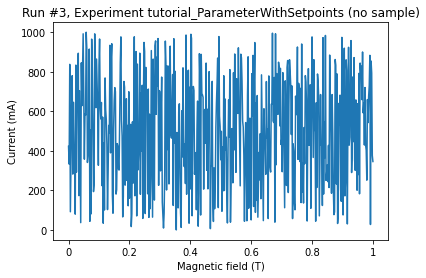 Run #3, Experiment tutorial_ParameterWithSetpoints (no sample)
1000
800
600
400
200
0
Current (mA)
0 0.2 0.4 0.6 0.8 1
Magnetic field (T)